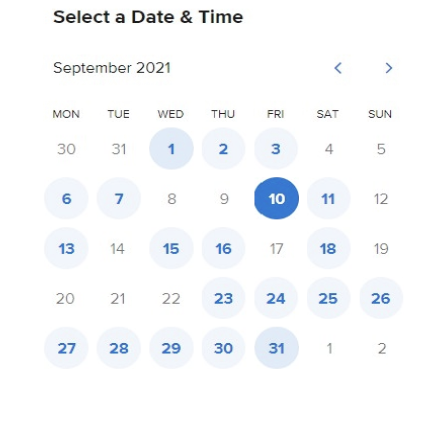 Select a Date & Time
September 2021
MON TUE WED THU FRI SAT SUN
30 31 1 2 3 4 5
6 7 8 9 10 11 12
13 14 15 16 17 18 19
20 21 22 23 24 25 26
27 28 29 30 31 1 2